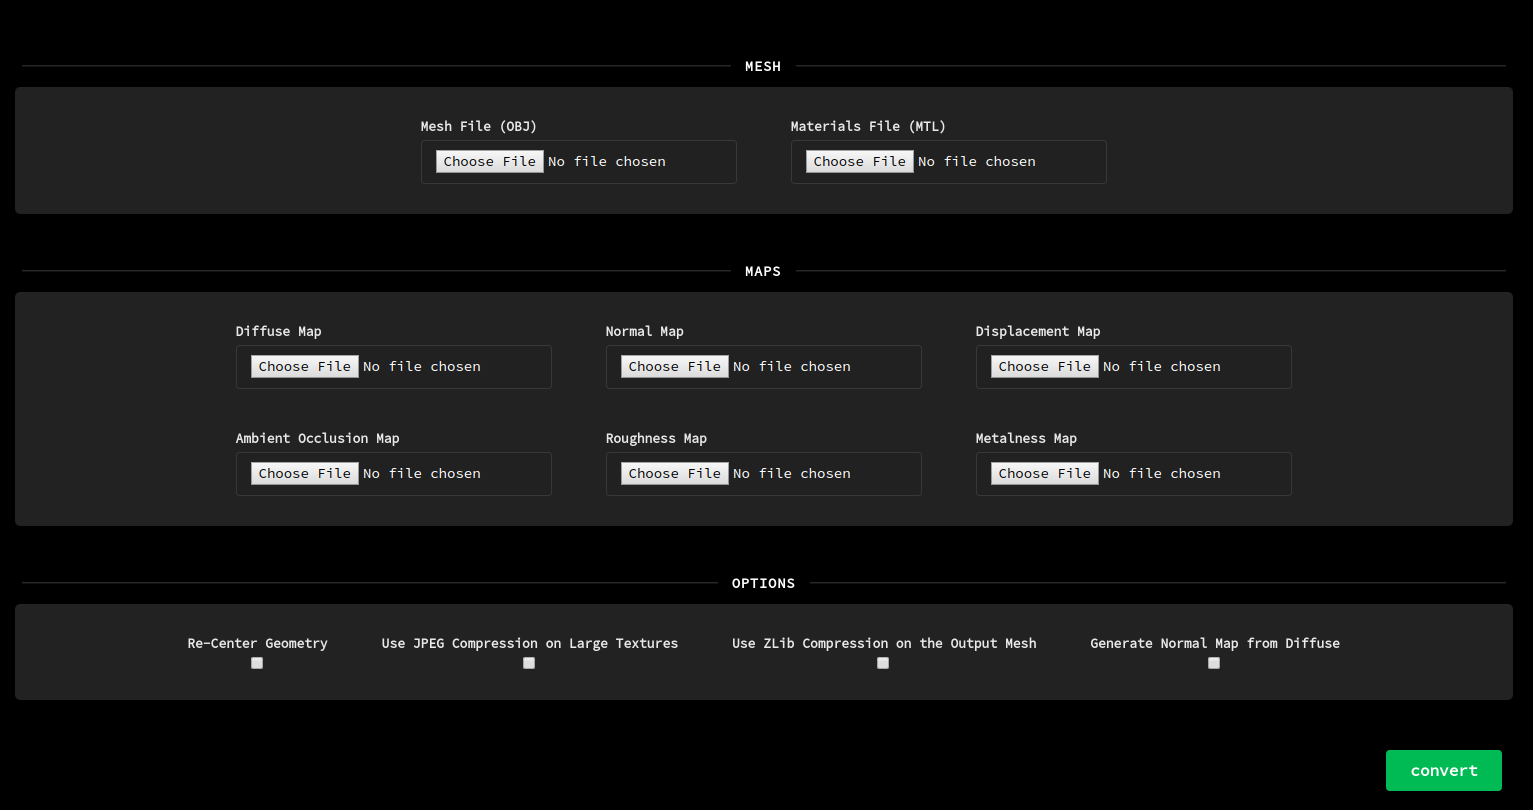 MESH
Mesh File (OBJ) Materials File (MTL)
Choose File No file chosen Choose File No file chosen
MAPS
Diffuse Map Normal Map Displacement Map
Choose File No file chosen Choose File No file chosen Choose File No file chosen
Ambient Occlusion Map Roughness Map Metalness Map
Choose File No file chosen Choose File No file chosen Choose File No file chosen
OPTIONS
Re-Center Geometry Use JPEG Compression on Large Textures Use ZLib Compression on the Output Mesh Generate Normal Map from Diffuse
convert